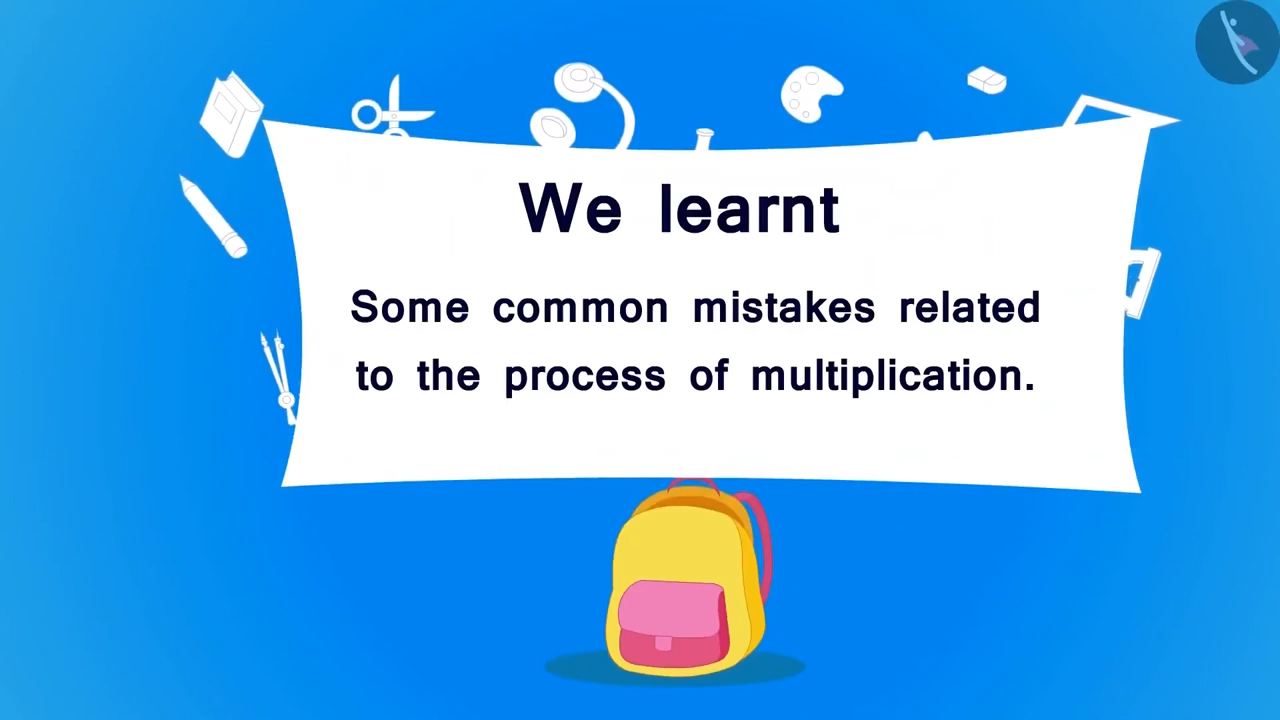 We learnt
Some common mistakes related
to the process of multiplication.